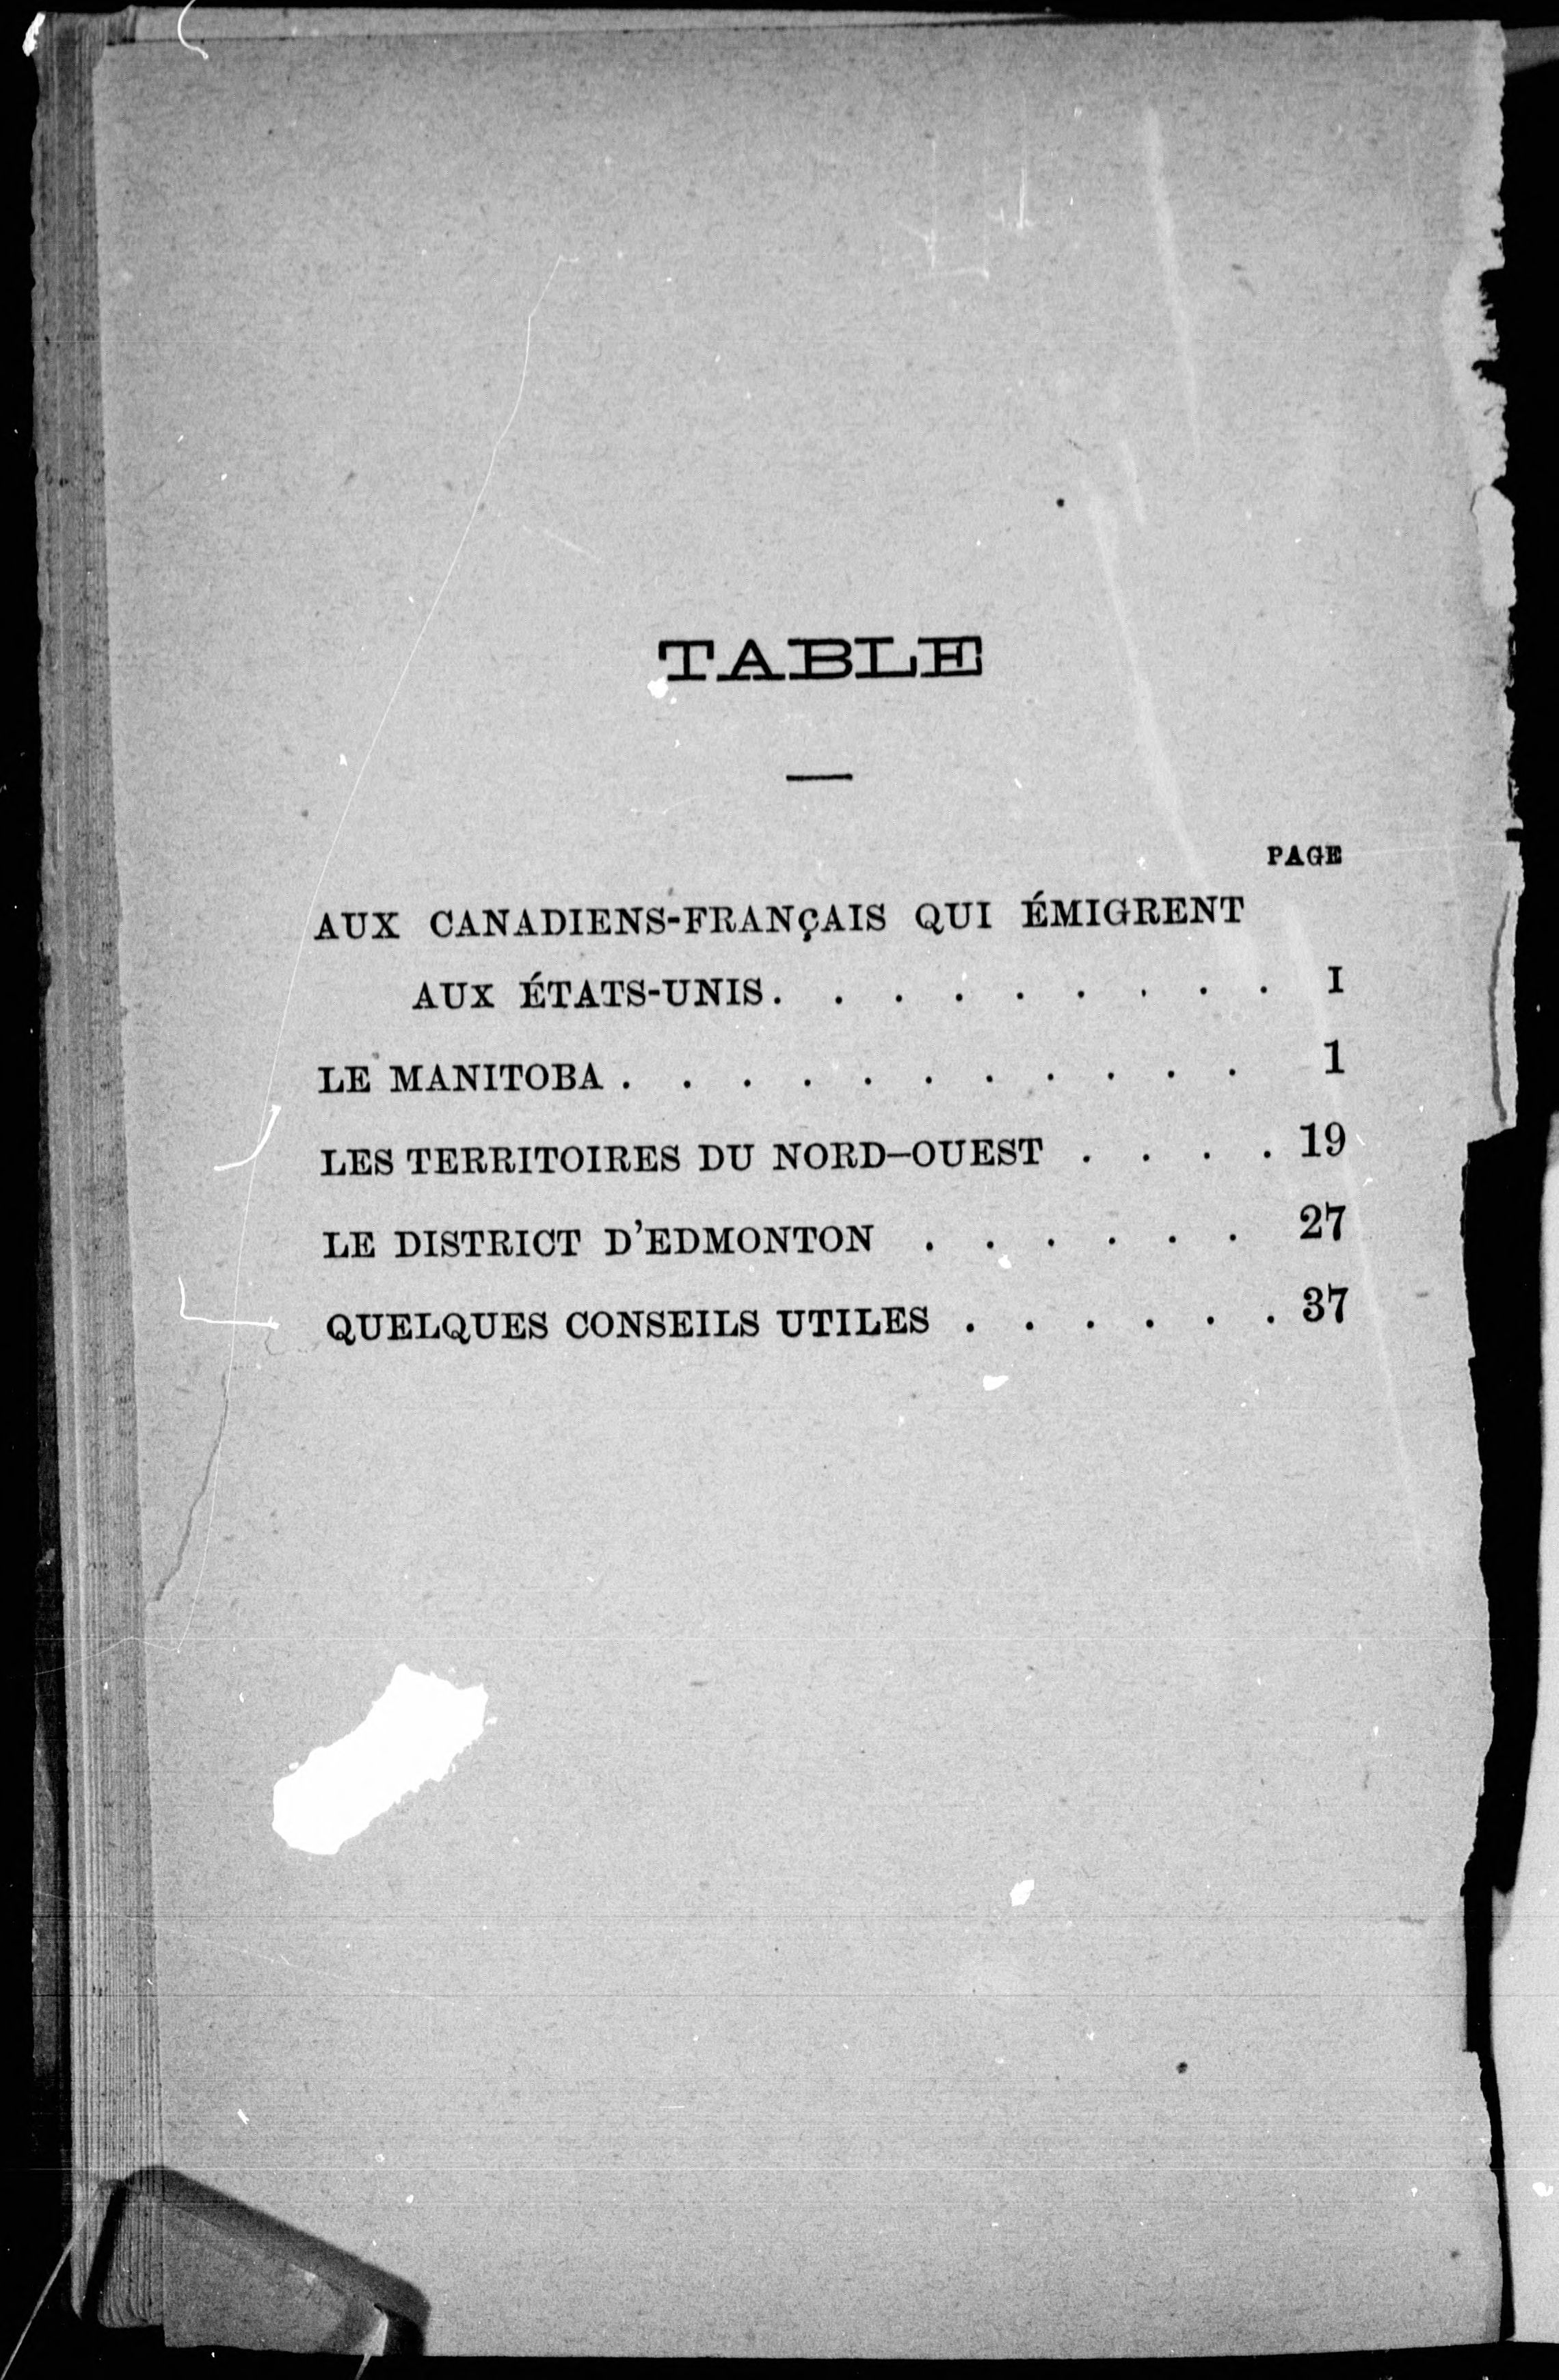 TABLE
PAGE
AUX CANADIENS-FRANÇAIS QUI ÉMIGRENT
AUX ÉTATS-UNIS. . . . . . . . . I
LE MANITOBA . . . . . . . . . . . 1
LES TERRITOIRES DU NORD-OUEST . . . . 19
LE DISTRICT D'EDMONTON . . . . . . 27
QUELQUES CONSEILS UTILES . . . . . . 37